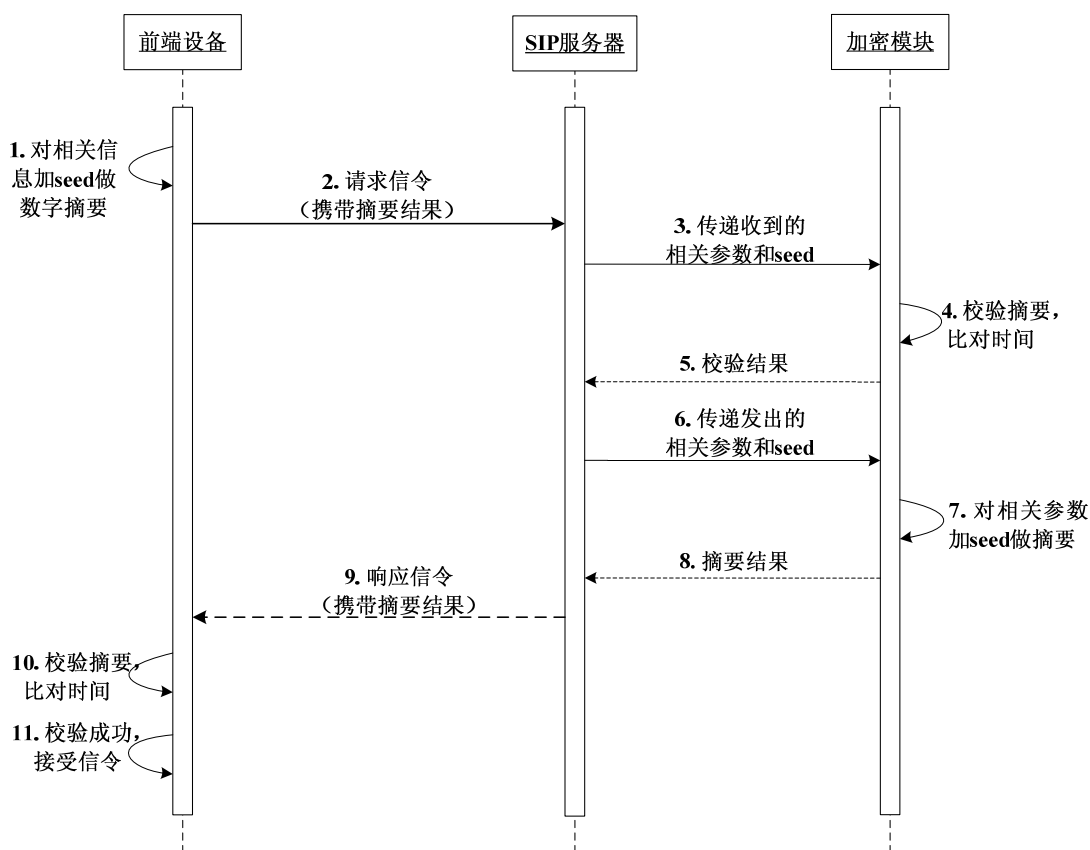 前端设备
SIP服务器
加密模块
1. 对相关信
息加seed做
数字摘要
2. 请求信令
（携带摘要结果）
3. 传递收到的
相关参数和seed
4. 校验摘要，
比对时间
5. 校验结果
6. 传递发出的
相关参数和seed
7. 对相关参数
加seed做摘要
8. 摘要结果
9. 响应信令
（携带摘要结果）
10. 校验摘要，
比对时间
11. 校验成功，
接受信令